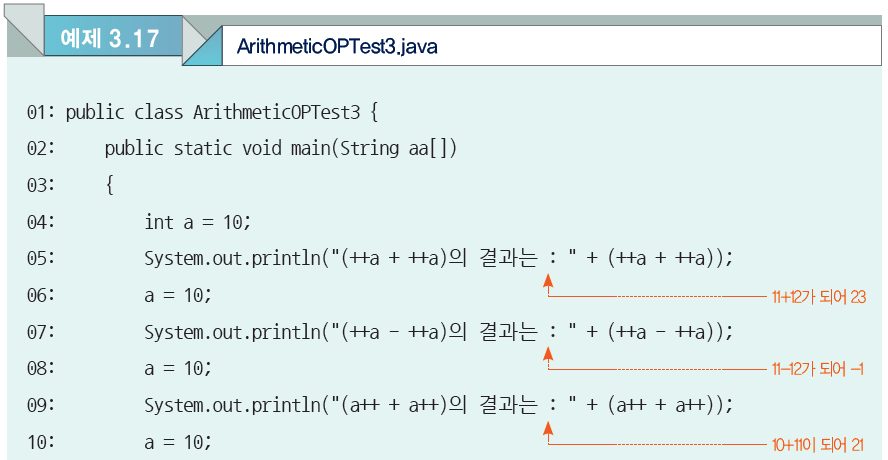 예제 3.17
ArithmeticOPTest3.java
01: public class ArithmeticOPTest3 {
02: public static void main(String aa[])
03: {
04: int a = 10;
05: System.out.println("(++a + ++a)의 결과는 : " + (++a + ++a));
06: a = 10;
11+12가 되어 23
07: System.out.println("(++a - ++a)의 결과는 : " + (++a - ++a));
08: a = 10;
11-12가 되어 -1
09: System.out.println("(a++ + a++)의 결과는 : " + (a++ + a++));
10: a = 10;
10+11이 되어 21